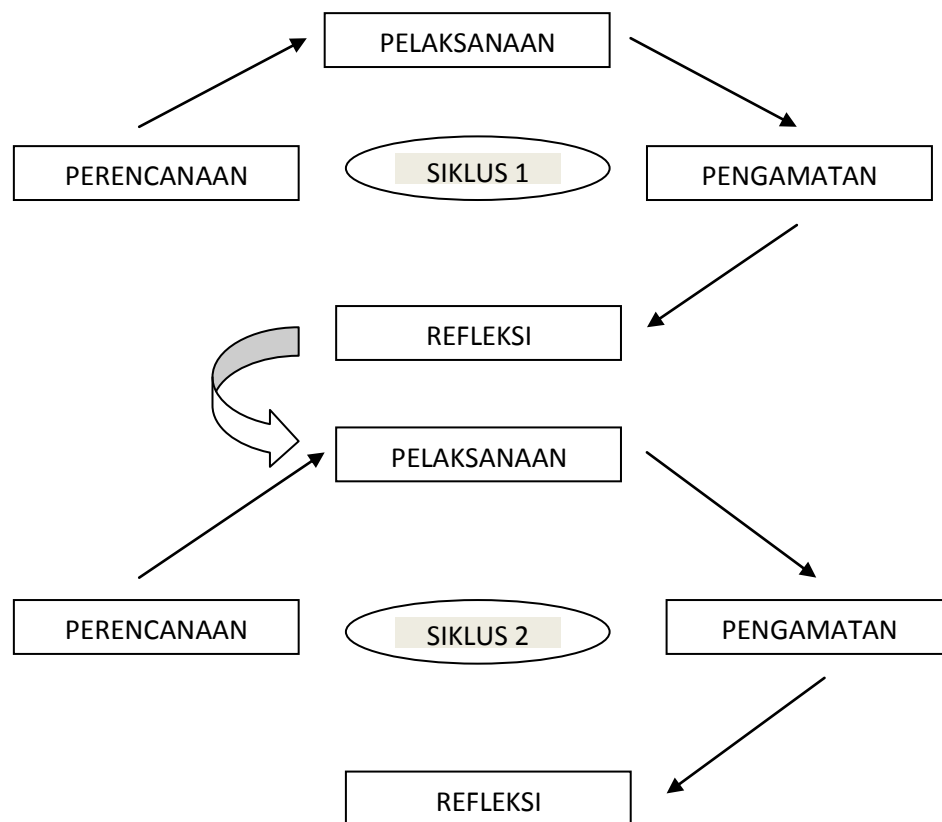 PELAKSANAAN
PERENCANAAN
SIKLUS 1
PENGAMATAN
REFLEKSI
PELAKSANAAN
PERENCANAAN
SIKLUS 2
PENGAMATAN
REFLEKSI